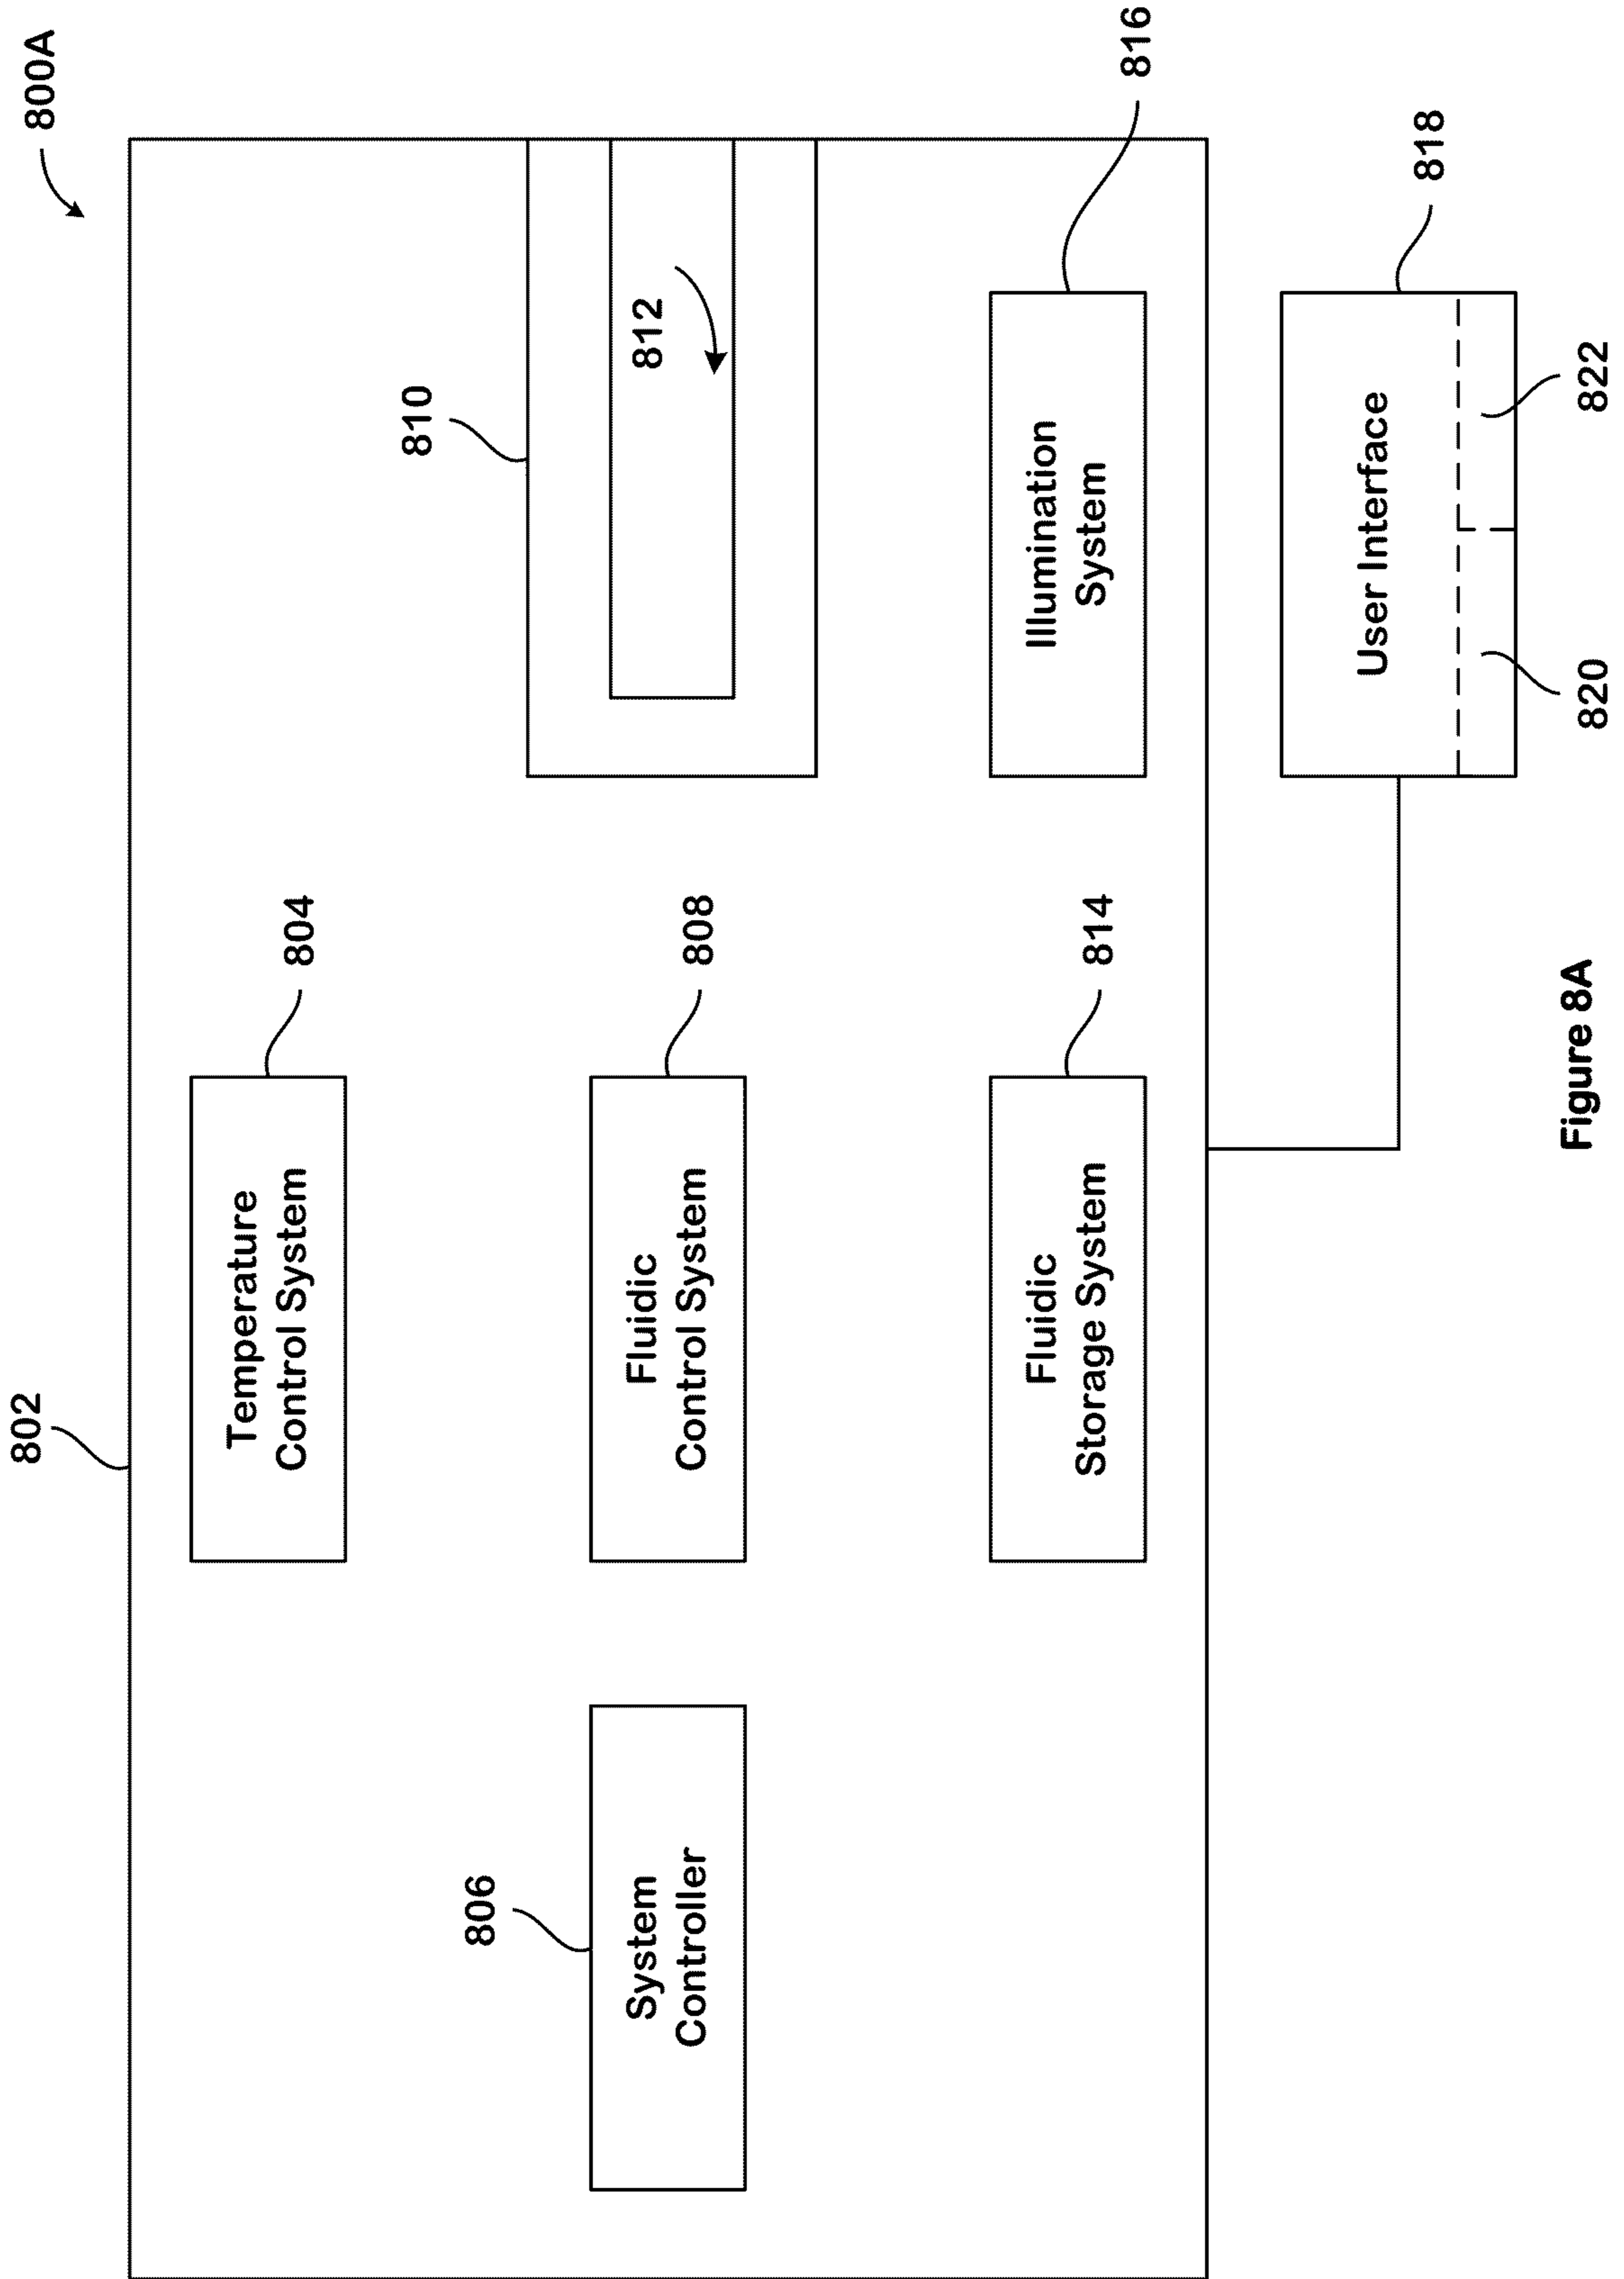 800A
802
Temperature
Control System
804
806
System
Controller
Fluidic
Control System
808
810
812
Fluidic
Storage System
814
Illumination
System
816
User Interface
818
820
822
Figure 8A